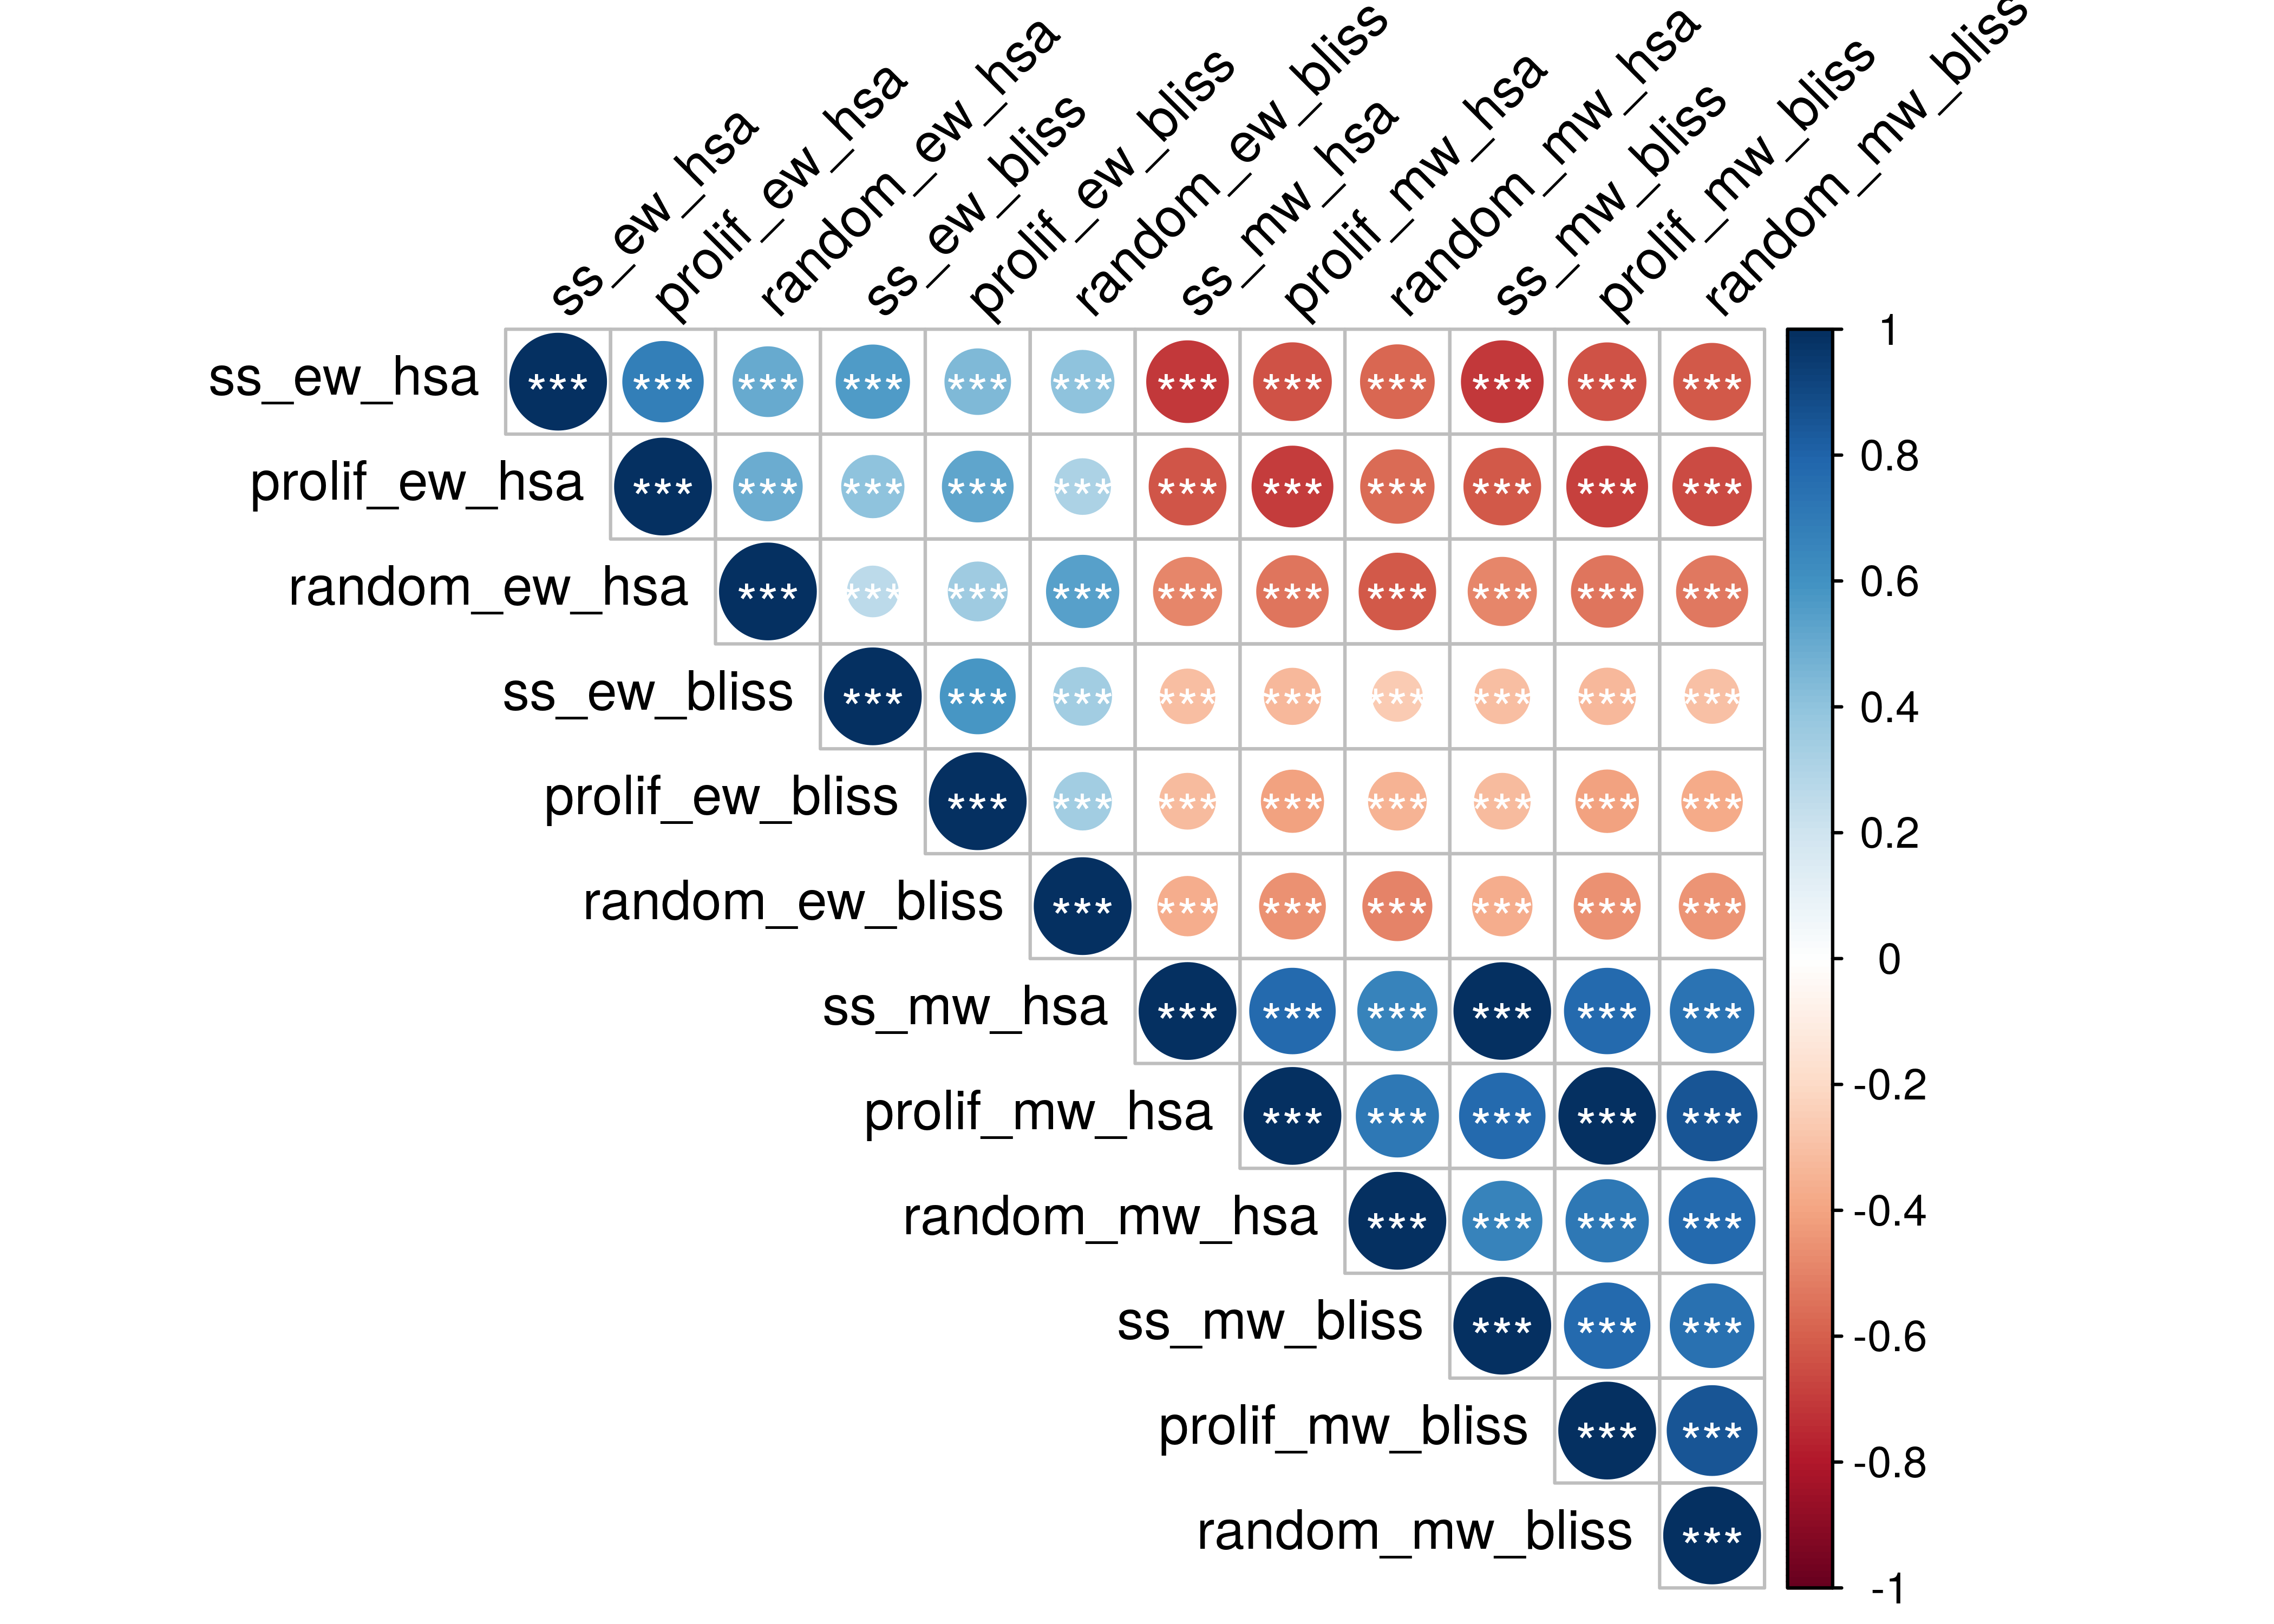 ss_ew_hsa
prolif_ew_hsa
random_ew_hsa
ss_ew_bliss
prolif_ew_bliss
random_ew_bliss
ss_mw_hsa
prolif_mw_hsa
random_mw_hsa
ss_mw_bliss
prolif_mw_bliss
random_mw_bliss
ss_ew_hsa *** *** *** *** *** *** *** *** *** *** *** ***
prolif_ew_hsa *** *** *** *** *** *** *** *** *** *** ***
random_ew_hsa *** *** *** *** *** *** *** *** *** ***
ss_ew_bliss *** *** *** *** *** *** *** *** ***
prolif_ew_bliss *** *** *** *** *** *** *** ***
random_ew_bliss *** *** *** *** *** *** ***
ss_mw_hsa *** *** *** *** *** ***
prolif_mw_hsa *** *** *** *** ***
random_mw_hsa *** *** *** ***
ss_mw_bliss *** *** ***
prolif_mw_bliss *** ***
random_mw_bliss ***
1
0.8
0.6
0.4
0.2
0
-0.2
-0.4
-0.6
-0.8
-1